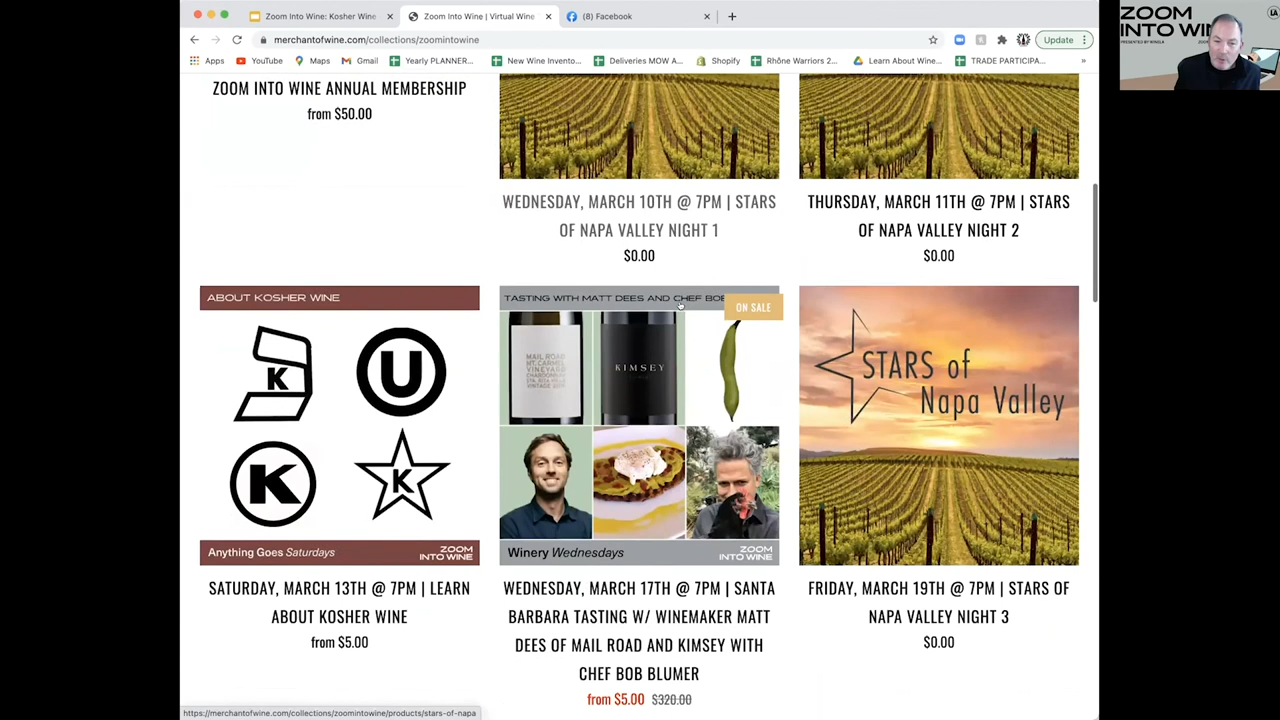 Zoom Into Wine: Kosher Wine
Zoom Into Wine | Virtual Wine
(8) Facebook
merchantofwine.com/collections/zoomintowine
Update
Apps
YouTube
Maps
Gmail
Yearly PLANNER...
New Wine Invento...
Deliveries MOW A...
Shopify
Rhône Warriors 2...
Learn About Wine...
TRADE PARTICIPA...
»
ZOOM
INTO WIN
ZOOM INTO WINE ANNUAL MEMBERSHIP
from $50.00
WEDNESDAY, MARCH 10TH @ 7PM | STARS
OF NAPA VALLEY NIGHT 1
$0.00
THURSDAY, MARCH 11TH @ 7PM | STARS
OF NAPA VALLEY NIGHT 2
$0.00
ABOUT KOSHER WINE
K
U
K
K
Anything Goes Saturdays
ZOOM
INTO WINE
SATURDAY, MARCH 13TH @ 7PM | LEARN
ABOUT KOSHER WINE
from $5.00
TASTING WITH MATT DEES AND CHEF BOB
ON SALE
MAIL ROAD
MT. CARMEL
VINEYARD
CHARDONNAY
KIMSEY
Winery Wednesdays
ZOOM
INTO WINE
WEDNESDAY, MARCH 17TH @ 7PM | SANTA
BARBARA TASTING W/ WINEMAKER MATT
DEES OF MAIL ROAD AND KIMSEY WITH
CHEF BOB BLUMER
from $5.00 $320.00
STARS of
Napa Valley
FRIDAY, MARCH 19TH @ 7PM | STARS OF
NAPA VALLEY NIGHT 3
$0.00
https://merchantofwine.com/collections/zoomintowine/products/stars-of-napa